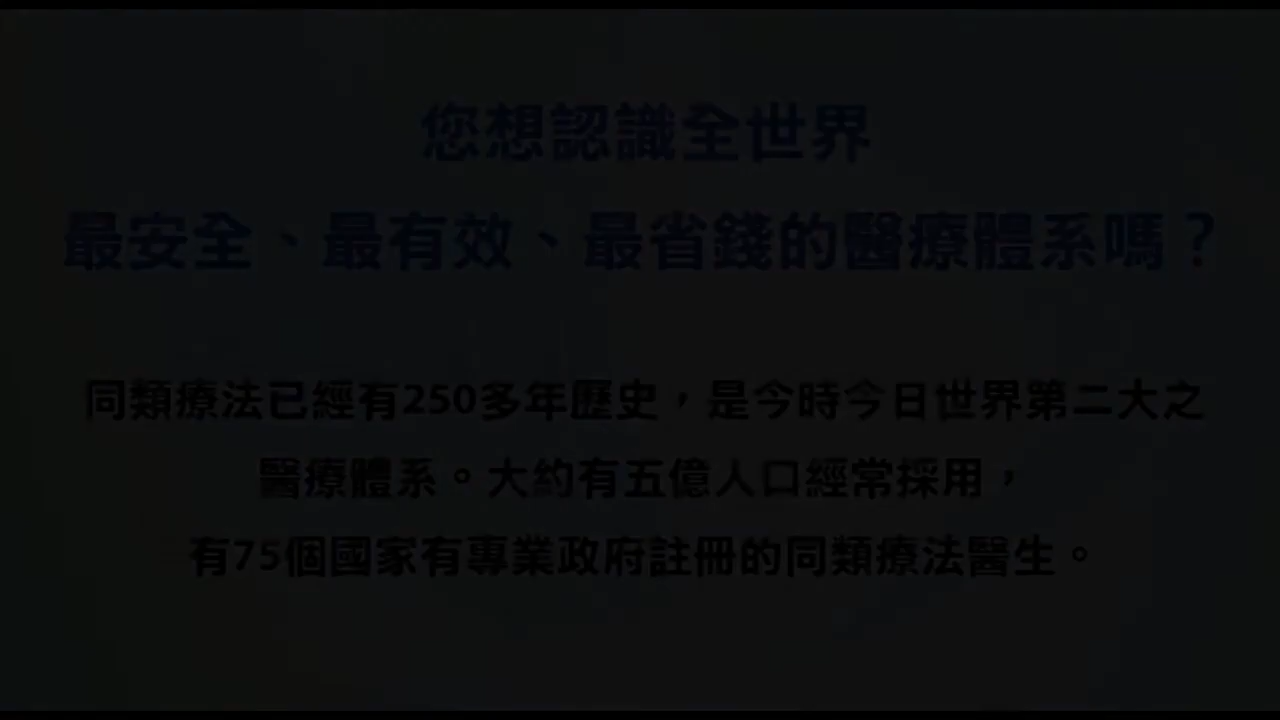 您想認識全世界
最安全、最有效、最省錢的醫療體系嗎？
同類療法已經有250多年歷史，是今時今日世界第二大之
醫療體系。大約有五億人口經常採用，
有75個國家有專業政府註冊的同類療法醫生。